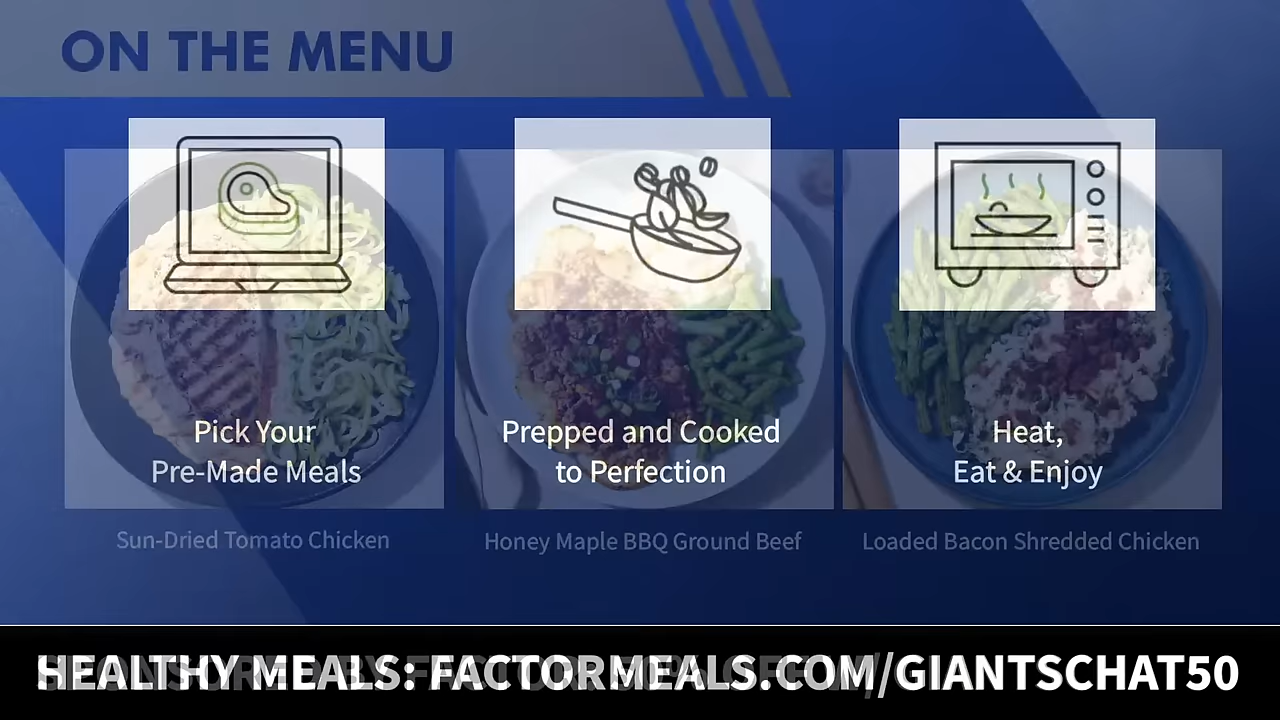 ON THE MENU
Pick Your
Pre-Made Meals
Prepped and Cooked
to Perfection
Heat,
Eat & Enjoy
Sun-Dried Tomato Chicken
Honey Maple BBQ Ground Beef
Loaded Bacon Shredded Chicken
HEALTHY MEALS: FACTORRMEALS.COM//GIANTSCHAT50